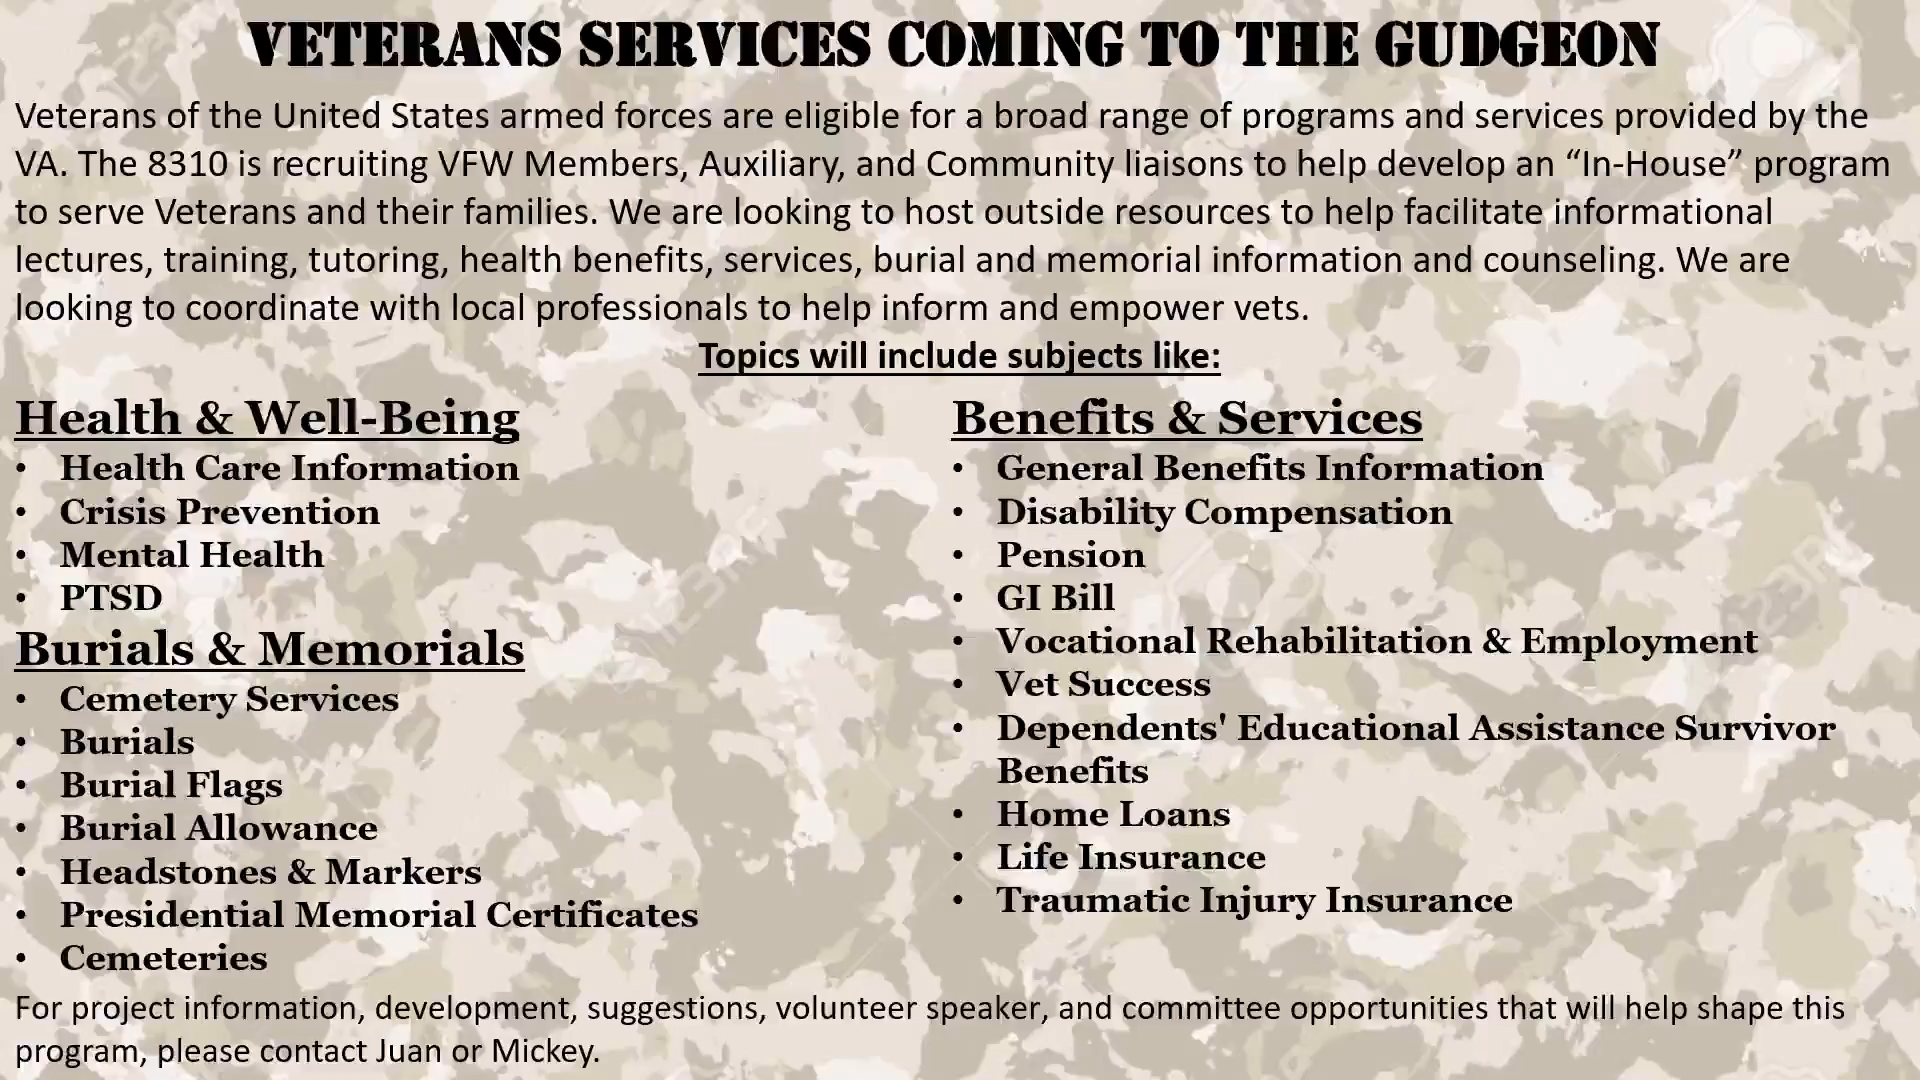 VETERANS SERVICES COMING TO THE GUDGEON
Veterans of the United States armed forces are eligible for a broad range of programs and services provided by the
VA. The 8310 is recruiting VFW Members, Auxiliary, and Community liaisons to help develop an “In-House” program
to serve Veterans and their families. We are looking to host outside resources to help facilitate informational
lectures, training, tutoring, health benefits, services, burial and memorial information and counseling. We are
looking to coordinate with local professionals to help inform and empower vets.
Topics will include subjects like:
Health & Well-Being
• Health Care Information
• Crisis Prevention
• Mental Health
• PTSD
Burials & Memorials
• Cemetery Services
• Burials
• Burial Flags
• Burial Allowance
• Headstones & Markers
• Presidential Memorial Certificates
• Cemeteries
Benefits & Services
• General Benefits Information
• Disability Compensation
• Pension
• GI Bill
• Vocational Rehabilitation & Employment
• Vet Success
• Dependents' Educational Assistance Survivor
Benefits
• Home Loans
• Life Insurance
• Traumatic Injury Insurance
For project information, development, suggestions, volunteer speaker, and committee opportunities that will help shape this
program, please contact Juan or Mickey.